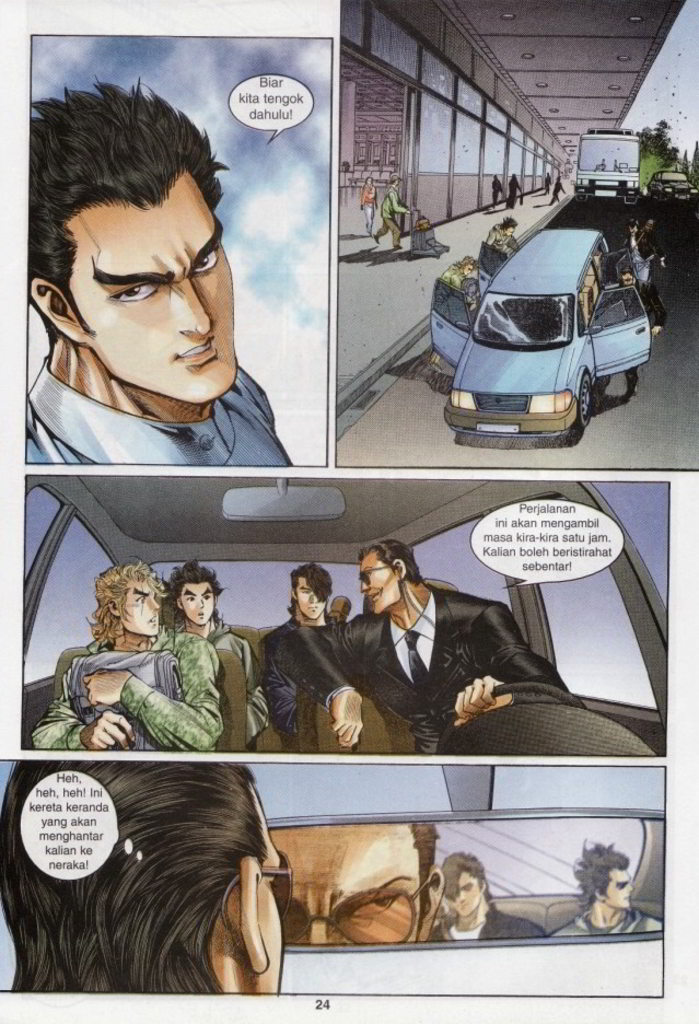 Biar
kita tengok
dahulu!
Perjalanan
ini akan mengambil
masa kira-kira satu jam.
Kalian boleh beristirahat
sebentar!
Heh,
heh, heh! Ini
kereta keranda
yang akan
menghantar
kalian ke
neraka!
24